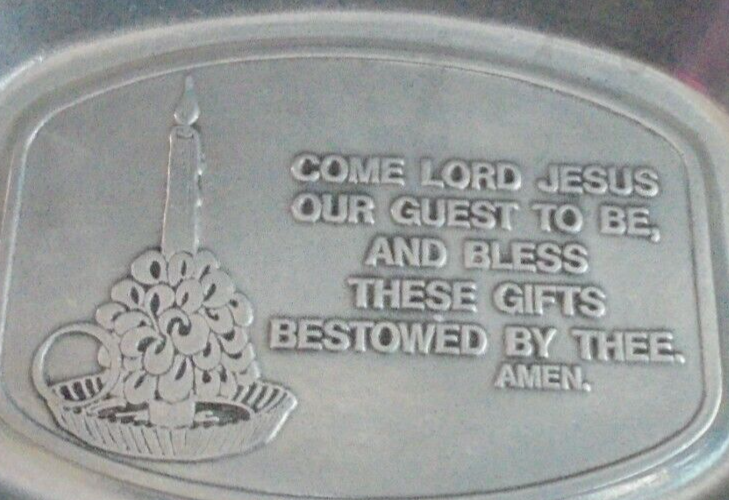 COME LORD JESUS
OUR GUEST TO BE,
AND BLESS
THESE GIFTS
BESTOWED BY THEE.
AMEN.